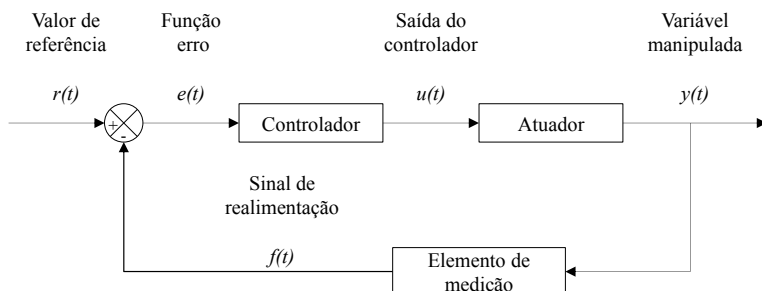 Valor de
referência
Função
erro
Saída do
controlador
Variável
manipulada
r(t)
e(t)
u(t)
y(t)
+
-
Controlador
Atuador
Sinal de
realimentação
f(t)
Elemento de
medição